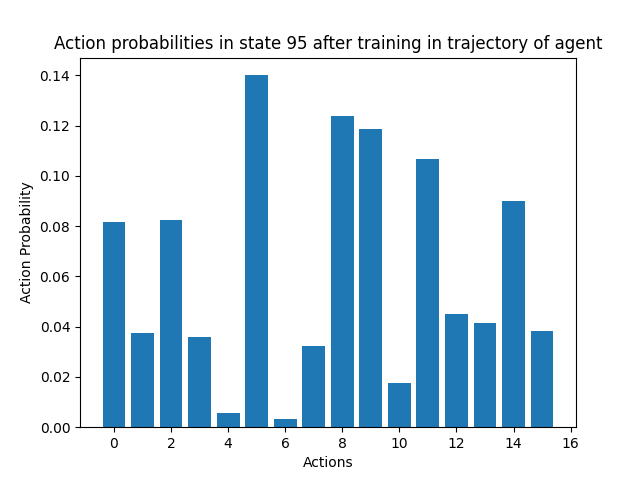 Action probabilities in state 95 after training in trajectory of agent
0.14
0.12
0.10
0.08
0.06
0.04
0.02
0.00
Action Probability
0 2 4 6 8 10 12 14 16
Actions